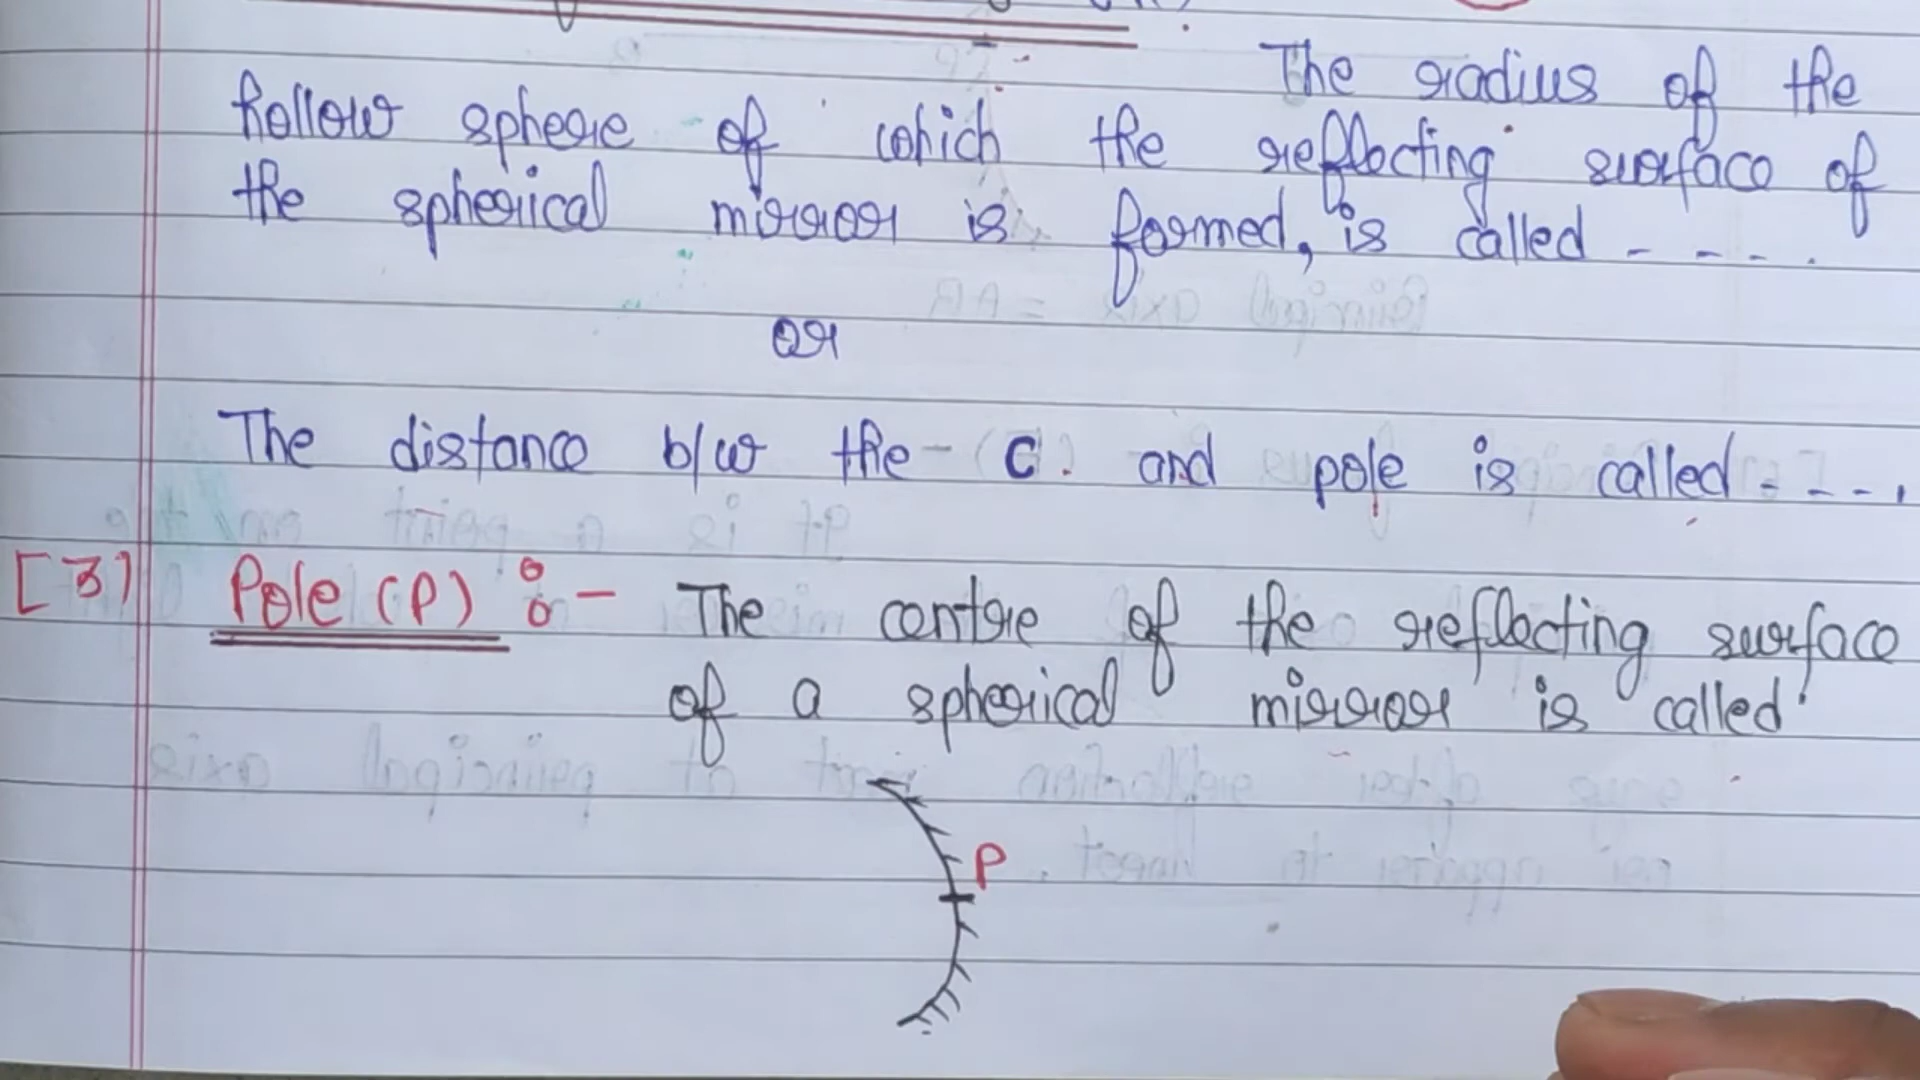 The radius of the
hollow sphere of which the reflecting surface of
the spherical mirror is formed, is called - - - .
or
The distance b/w the C. and pole is called - - - .
[3] Pole (P) :- The centre of the reflecting surface
of a spherical mirror is called
P